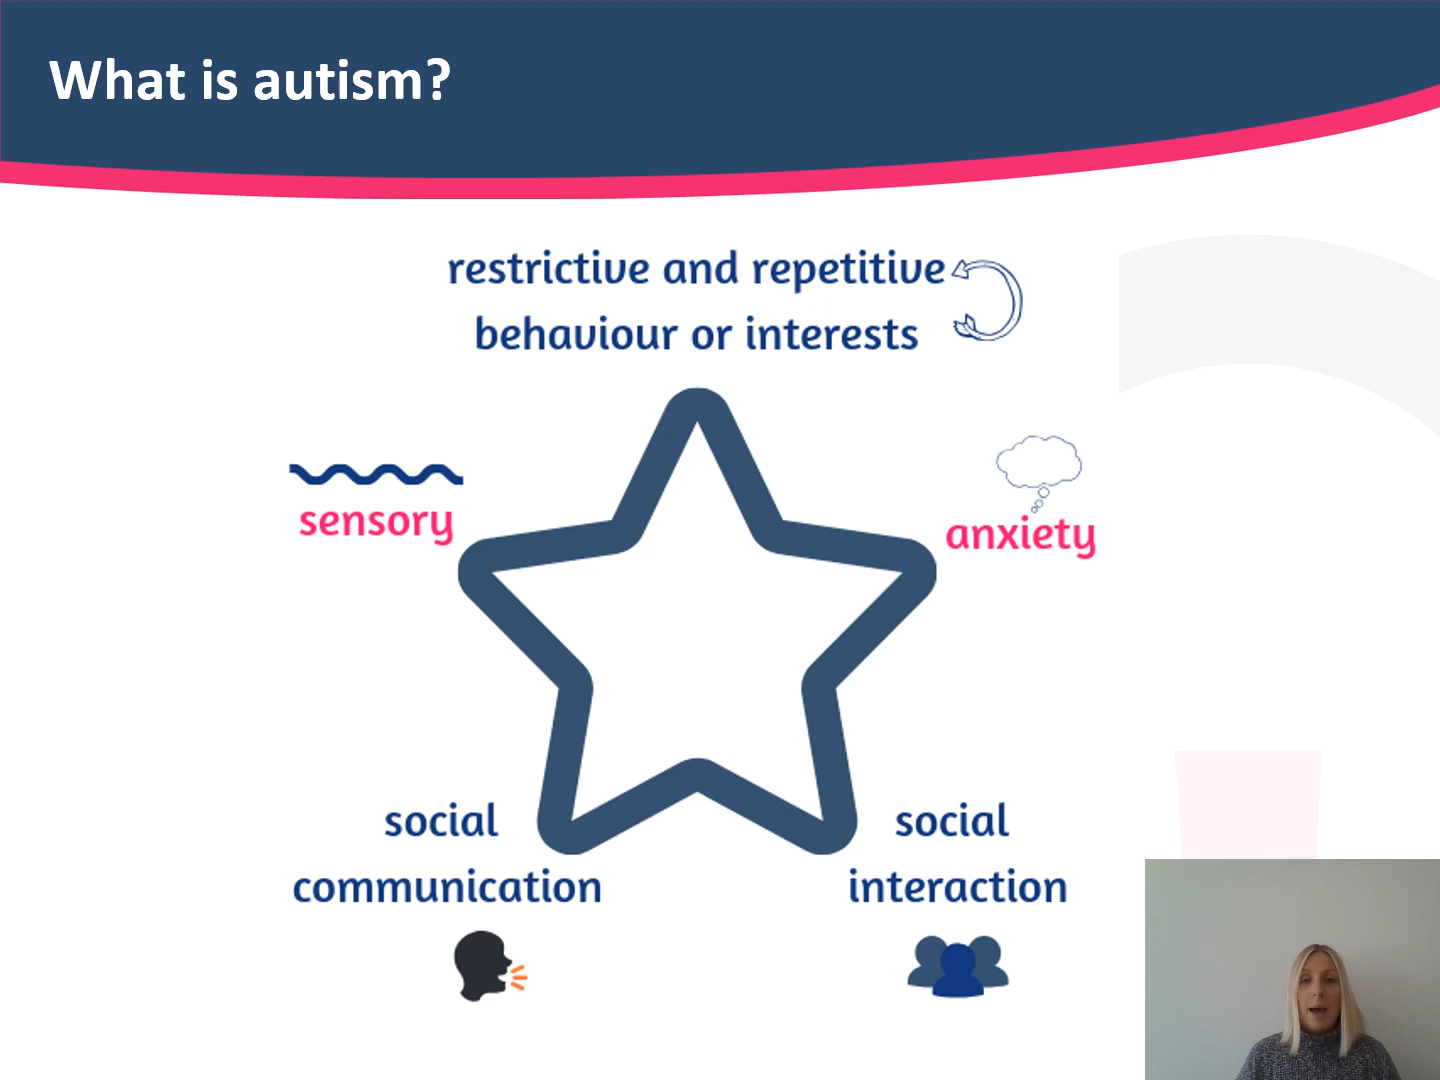 What is autism?
restrictive and repetitive
behaviour or interests
sensory
anxiety
social
communication
social
interaction